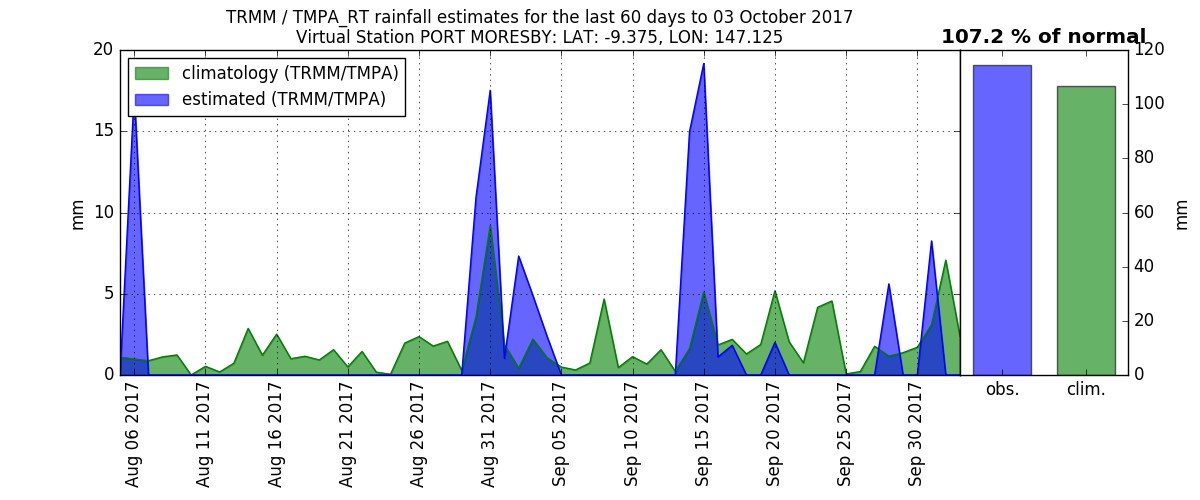 TRMM / TMPA_RT rainfall estimates for the last 60 days to 03 October 2017
Virtual Station PORT MORESBY: LAT: -9.375, LON: 147.125
107.2 % of normal
climatology (TRMM/TMPA)
estimated (TRMM/TMPA)
20
15
10
5
0
mm
120
100
80
60
40
20
0
mm
Aug 06 2017
Aug 11 2017
Aug 16 2017
Aug 21 2017
Aug 26 2017
Aug 31 2017
Sep 05 2017
Sep 10 2017
Sep 15 2017
Sep 20 2017
Sep 25 2017
Sep 30 2017
obs.
clim.